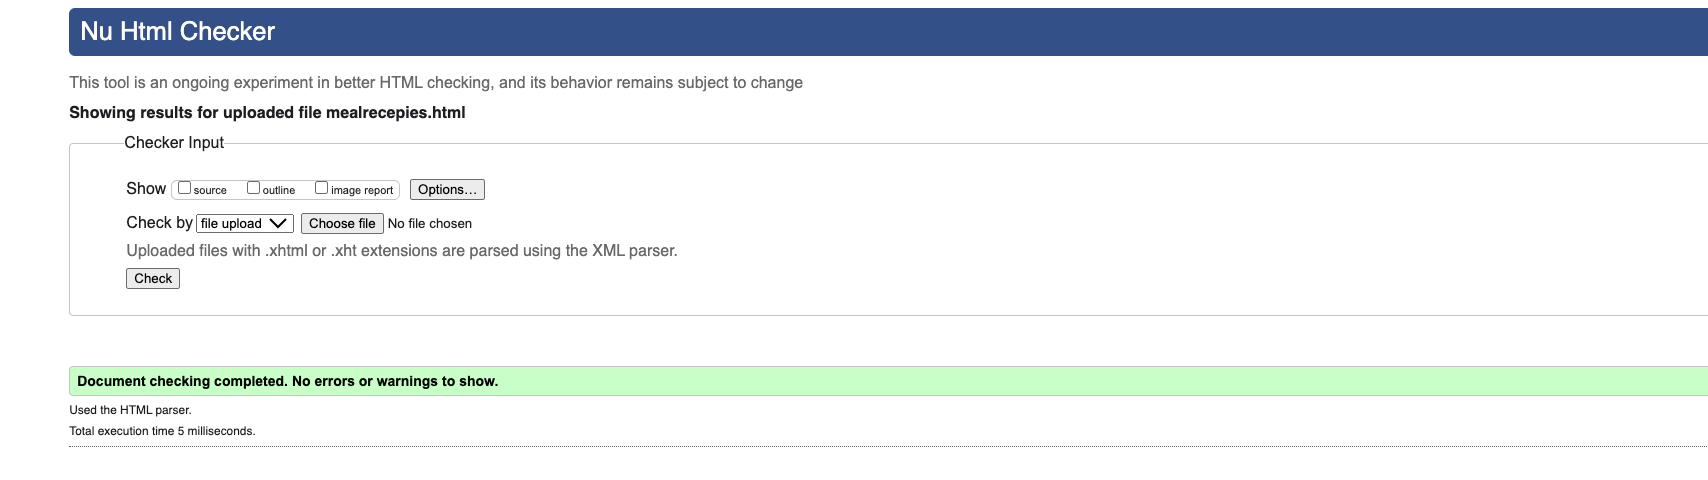 Nu Html Checker
This tool is an ongoing experiment in better HTML checking, and its behavior remains subject to change
Showing results for uploaded file mealrecepies.html
Checker Input
Show source outline image report Options...
Check by file upload Choose file No file chosen
Uploaded files with .xhtml or .xht extensions are parsed using the XML parser.
Check
Document checking completed. No errors or warnings to show.
Used the HTML parser.
Total execution time 5 milliseconds.